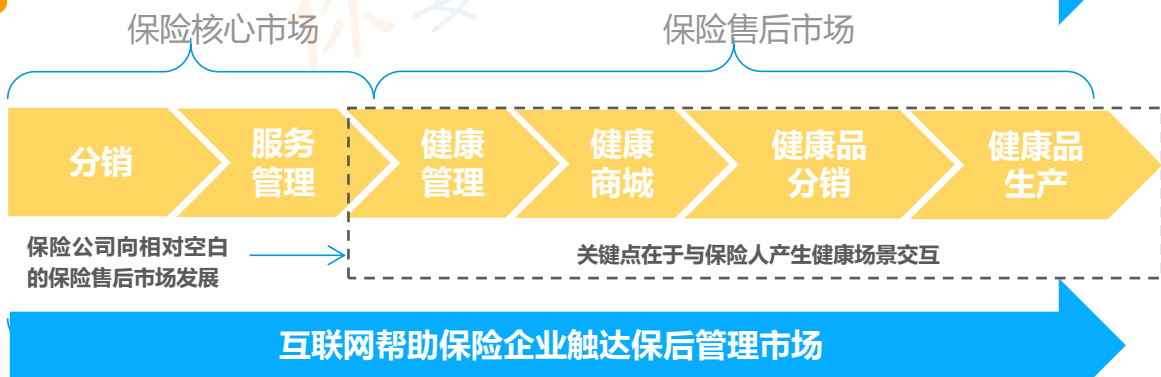 保险核心市场
保险售后市场
分销
服务
管理
健康
管理
健康
商城
健康品
分销
健康品
生产
保险公司向相对空白
的保险售后市场发展
关键点在于与保险人产生健康场景交互
互联网帮助保险企业触达保后管理市场